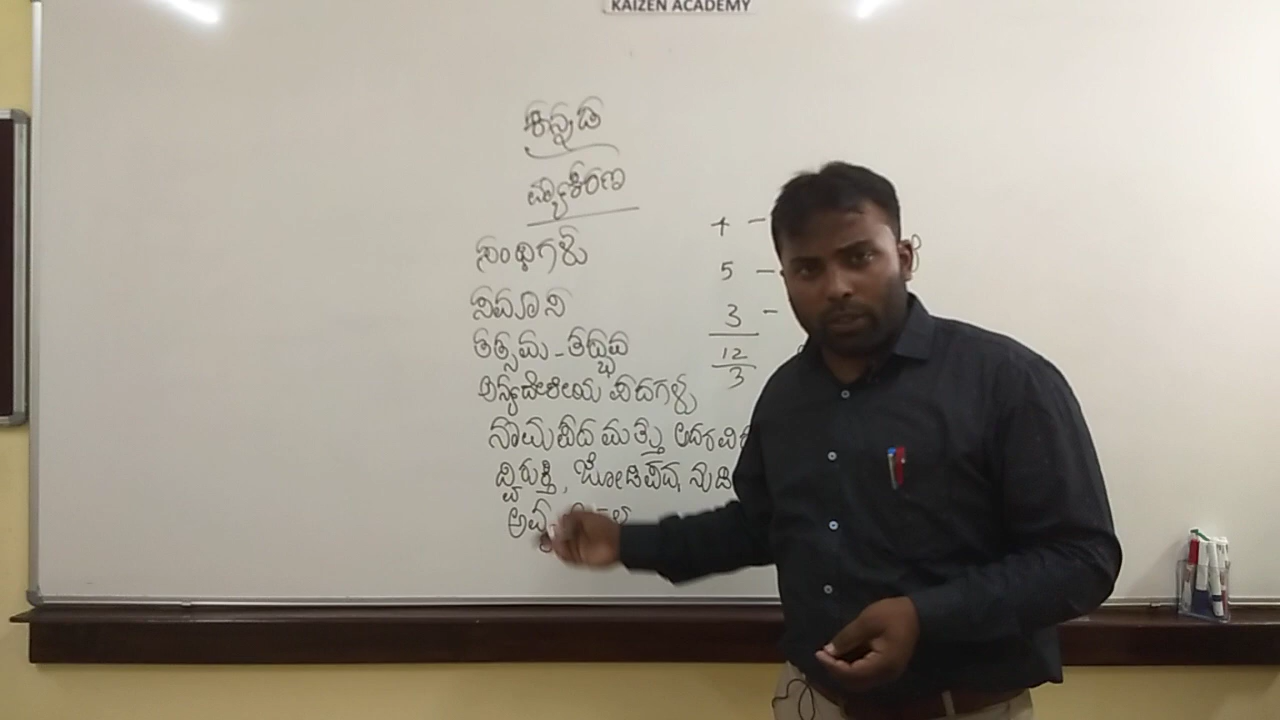 KAIZEN ACADEMY
ಕನ್ನಡ
ವ್ಯಾಕರಣ
ಸಂಧಿಗಳು + -
ಸಮಾಸ 5 -
ತತ್ಸಮ - ತದ್ಭವ 3 -
ಅನ್ಯದೇಶೀಯ ಪದಗಳು 12
3
ನಾಮಪದ ಮತ್ತು ಅದರ
ದ್ವಿರುಕ್ತಿ, ಜೋಡಿಪದ, ನುಡಿ